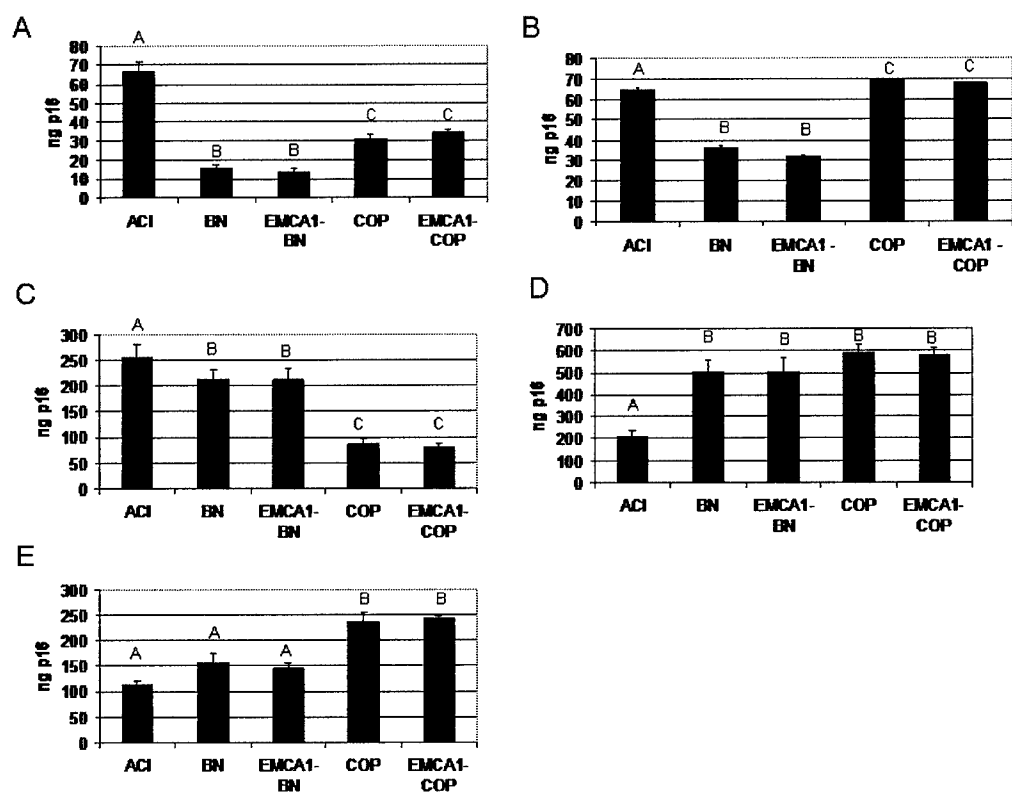 A
A
80
70
60
50
40
30
20
10
0
ng p16
B
B
C
C
ACI BN EMCA1- COP EMCA1-
BN COP
B
80
70
60
50
40
30
20
10
0
ng p16
A
B
B
C
C
ACI BN EMCA1- COP EMCA1-
BN COP
C
300
250
200
150
100
50
0
ng p16
A
B
B
C
C
ACI BN EMCA1- COP EMCA1-
BN COP
D
700
600
500
400
300
200
100
0
ng p16
A
B
B
B
B
ACI BN EMCA1- COP EMCA1-
BN COP
E
300
250
200
150
100
50
0
ng p16
A
A
A
B
B
ACI BN EMCA1- COP EMCA1-
BN COP